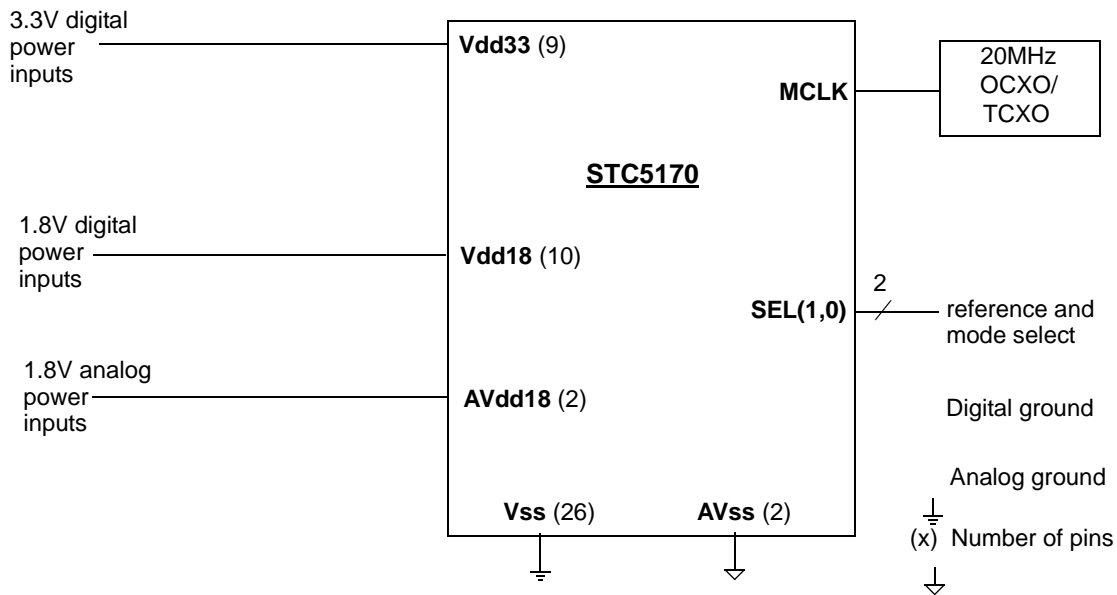 3.3V digital
power
inputs
Vdd33 (9)
MCLK
20MHz
OCXO/
TCXO
STC5170
1.8V digital
power
inputs
Vdd18 (10)
SEL(1,0)
2
reference and
mode select
1.8V analog
power
inputs
AVdd18 (2)
Digital ground
Analog ground
Vss (26)
AVss (2)
(x) Number of pins